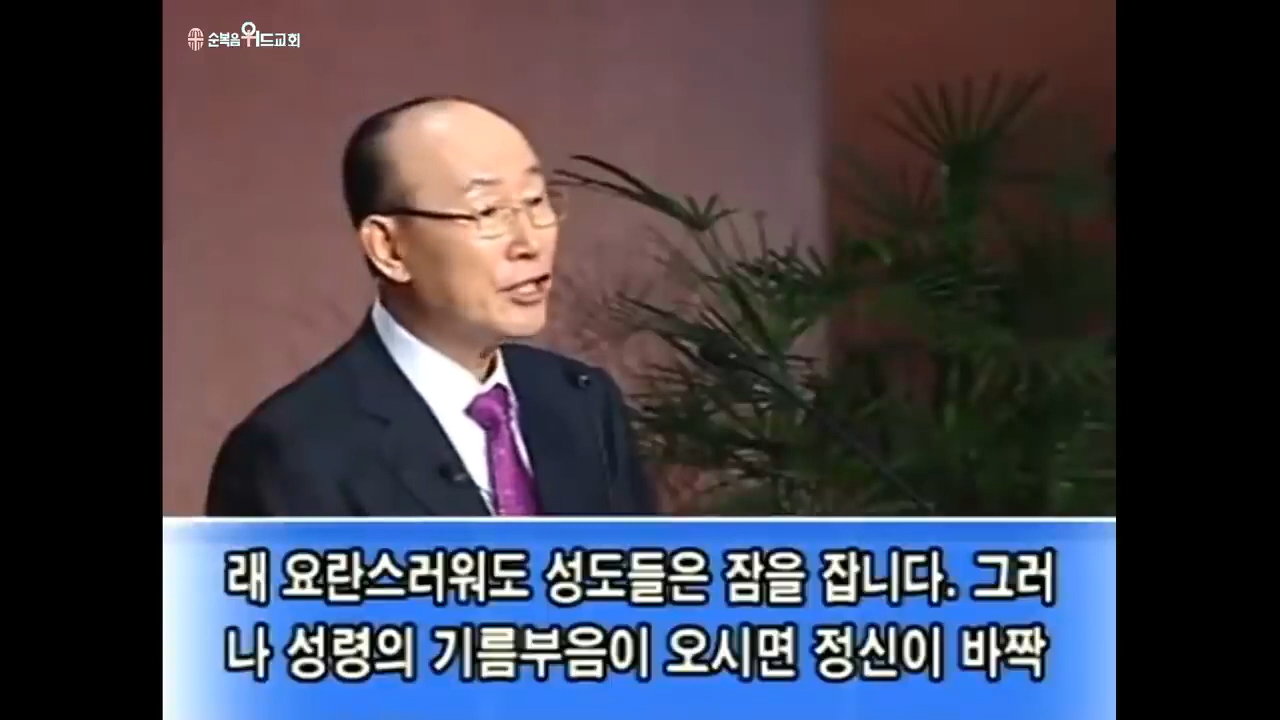 순복음워드교회
래 요란스러워도 성도들은 잠을 잡니다. 그러
나 성령의 기름부음이 오시면 정신이 바짝